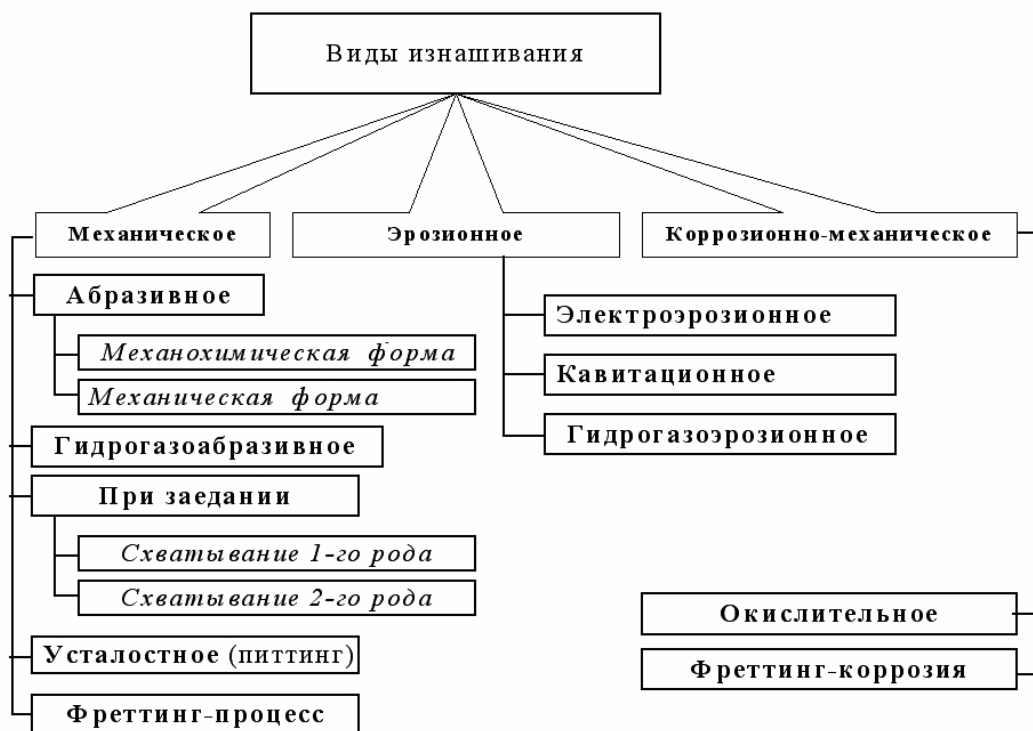 Виды изнашивания
Механическое
Эрозионное
Коррозионно-механическое
Абразивное
Механохимическая форма
Механическая форма
Гидрогазоабразивное
При заедании
Схватывание 1-го рода
Схватывание 2-го рода
Усталостное (питтинг)
Фреттинг-процесс
Электроэрозионное
Кавитационное
Гидрогазоэрозионное
Окислительное
Фреттинг-коррозия